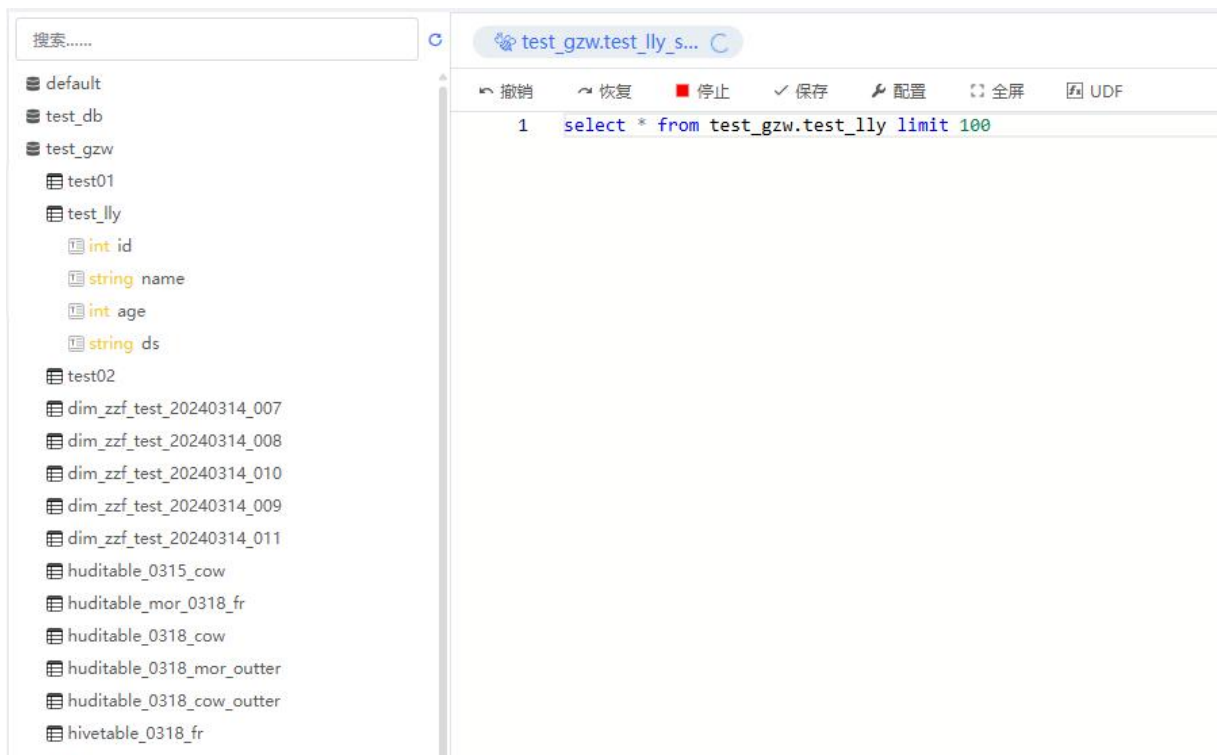 搜索......
default
test_db
test_gzw
test01
test_lly
int id
string name
int age
string ds
test02
dim_zzf_test_20240314_007
dim_zzf_test_20240314_008
dim_zzf_test_20240314_010
dim_zzf_test_20240314_009
dim_zzf_test_20240314_011
huditable_0315_cow
huditable_mor_0318_fr
huditable_0318_cow
huditable_0318_mor_outter
huditable_0318_cow_outter
hivetable_0318_fr
test_gzw.test_lly_s...
撤销 恢复 停止 保存 配置 全屏 UDF
1 select * from test_gzw.test_lly limit 100